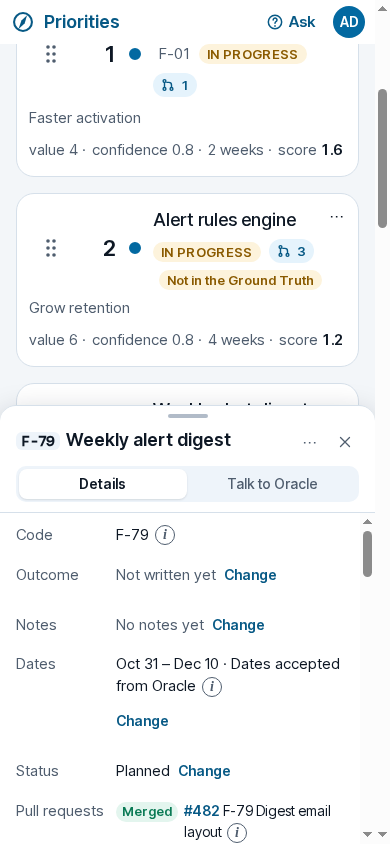 Priorities
Ask
AD
1
F-01
IN PROGRESS
1
Faster activation
value 4 · confidence 0.8 · 2 weeks · score 1.6
Alert rules engine
...
2
IN PROGRESS
3
Not in the Ground Truth
Grow retention
value 6 · confidence 0.8 · 4 weeks · score 1.2
F-79 Weekly alert digest
...
Details
Talk to Oracle
Code
F-79 i
Outcome
Not written yet Change
Notes
No notes yet Change
Dates
Oct 31 – Dec 10 · Dates accepted
from Oracle i
Change
Status
Planned Change
Pull requests
Merged
#482 F-79 Digest email
layout i